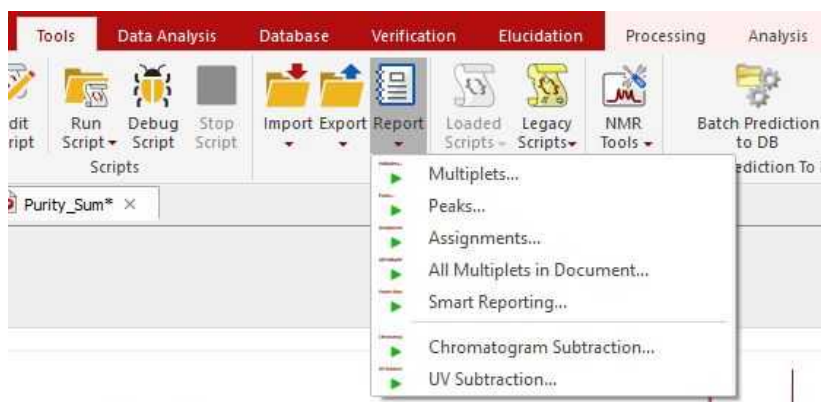 Tools Data Analysis Database Verification Elucidation Processing Analysis
dit Run Debug Stop Import Export Report Loaded Legacy NMR Batch Prediction
ript Script Script Script Scripts Scripts Tools to DB
Scripts ediction To
Purity_Sum* ×
Multiplets...
Peaks...
Assignments...
All Multiplets in Document...
Smart Reporting...
Chromatogram Subtraction...
UV Subtraction...